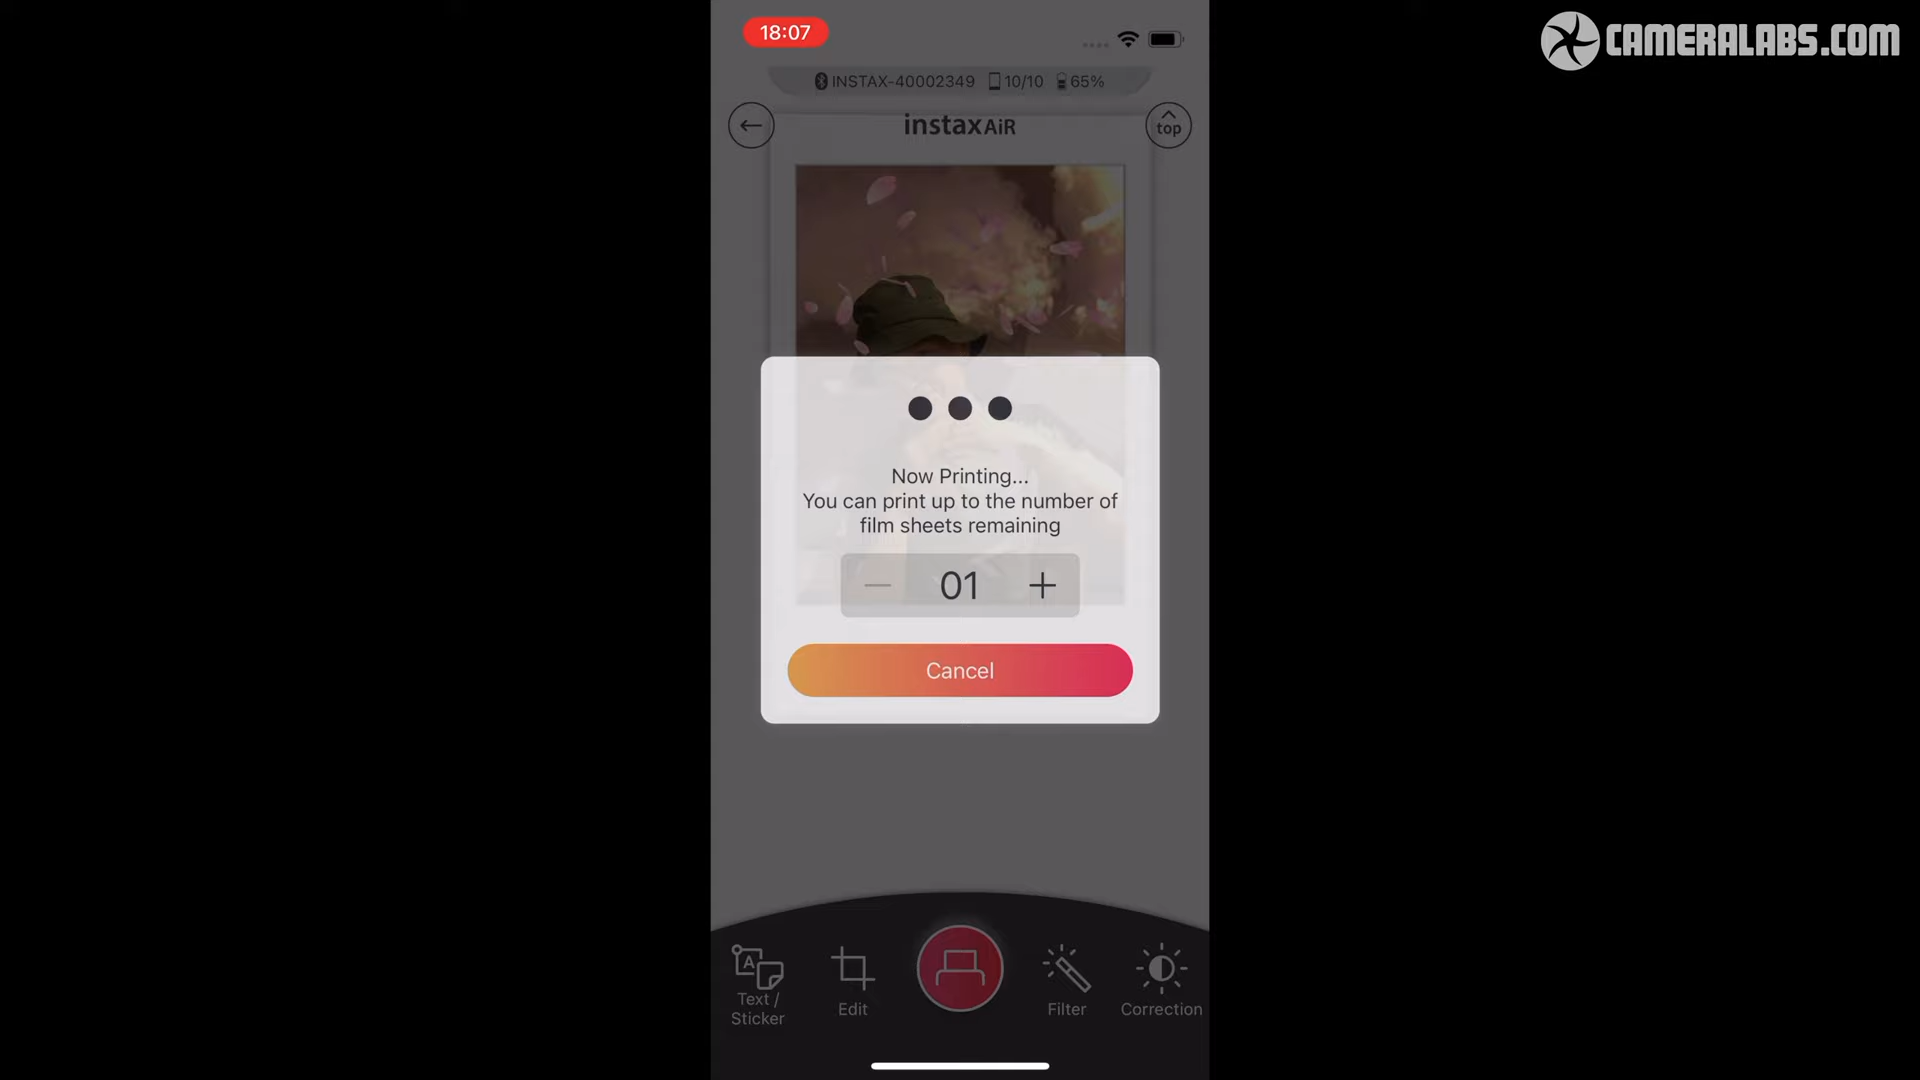 18:07
CAMERALABS.COM
INSTAX-40002349 10/10 65%
instax AiR
top
Now Printing...
You can print up to the number of
film sheets remaining
01
Cancel
A
Text /
Sticker
Edit
Filter
Correction